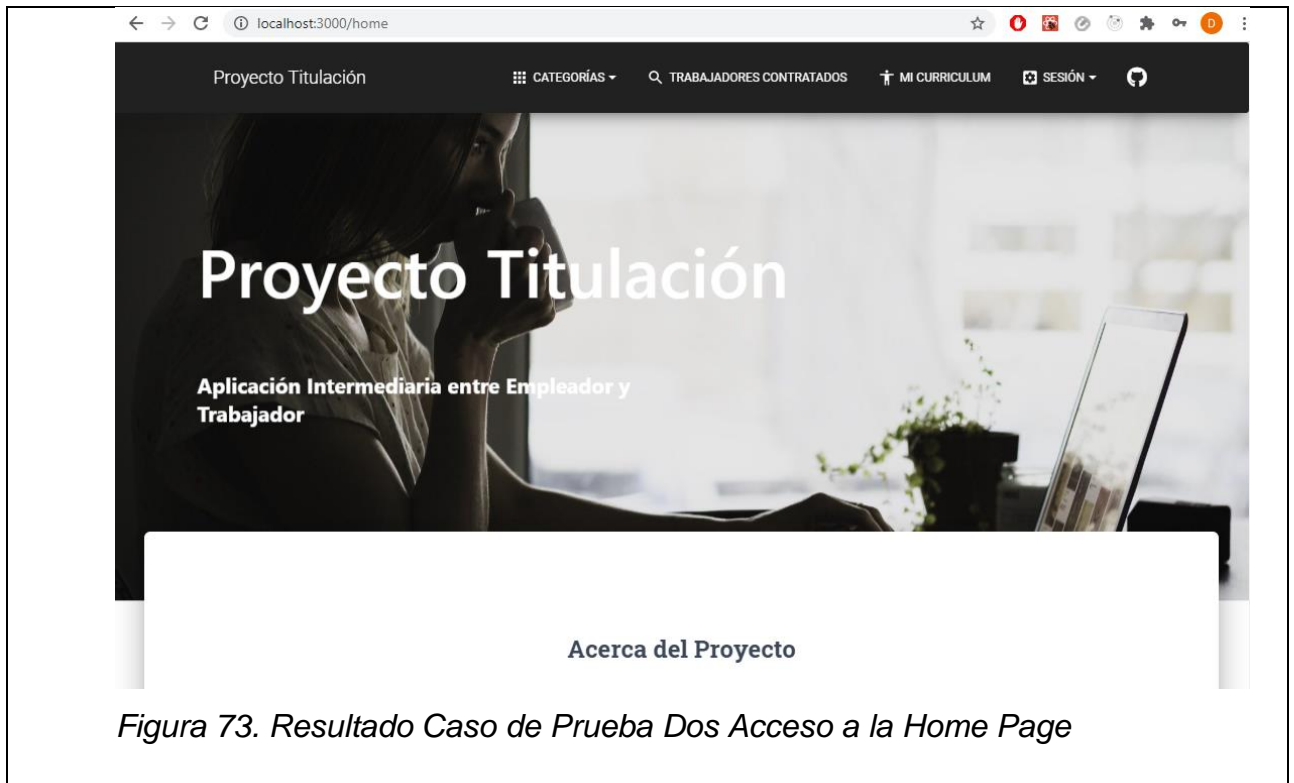 localhost:3000/home
D
Proyecto Titulación
CATEGORÍAS
TRABAJADORES CONTRATADOS
MI CURRICULUM
SESIÓN
Proyecto Titulación
Aplicación Intermediaria entre Empleador y
Trabajador
Acerca del Proyecto
Figura 73. Resultado Caso de Prueba Dos Acceso a la Home Page